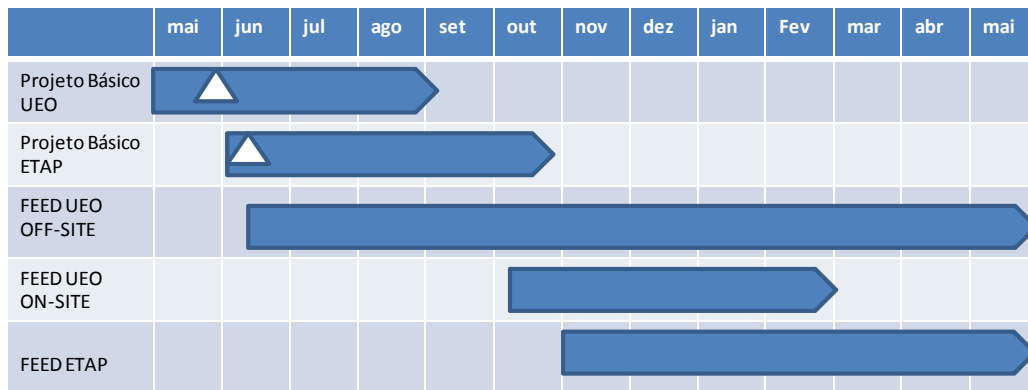 mai jun jul ago set out nov dez jan Fev mar abr mai
Projeto Básico
UEO
Projeto Básico
ETAP
FEED UEO
OFF-SITE
FEED UEO
ON-SITE
FEED ETAP